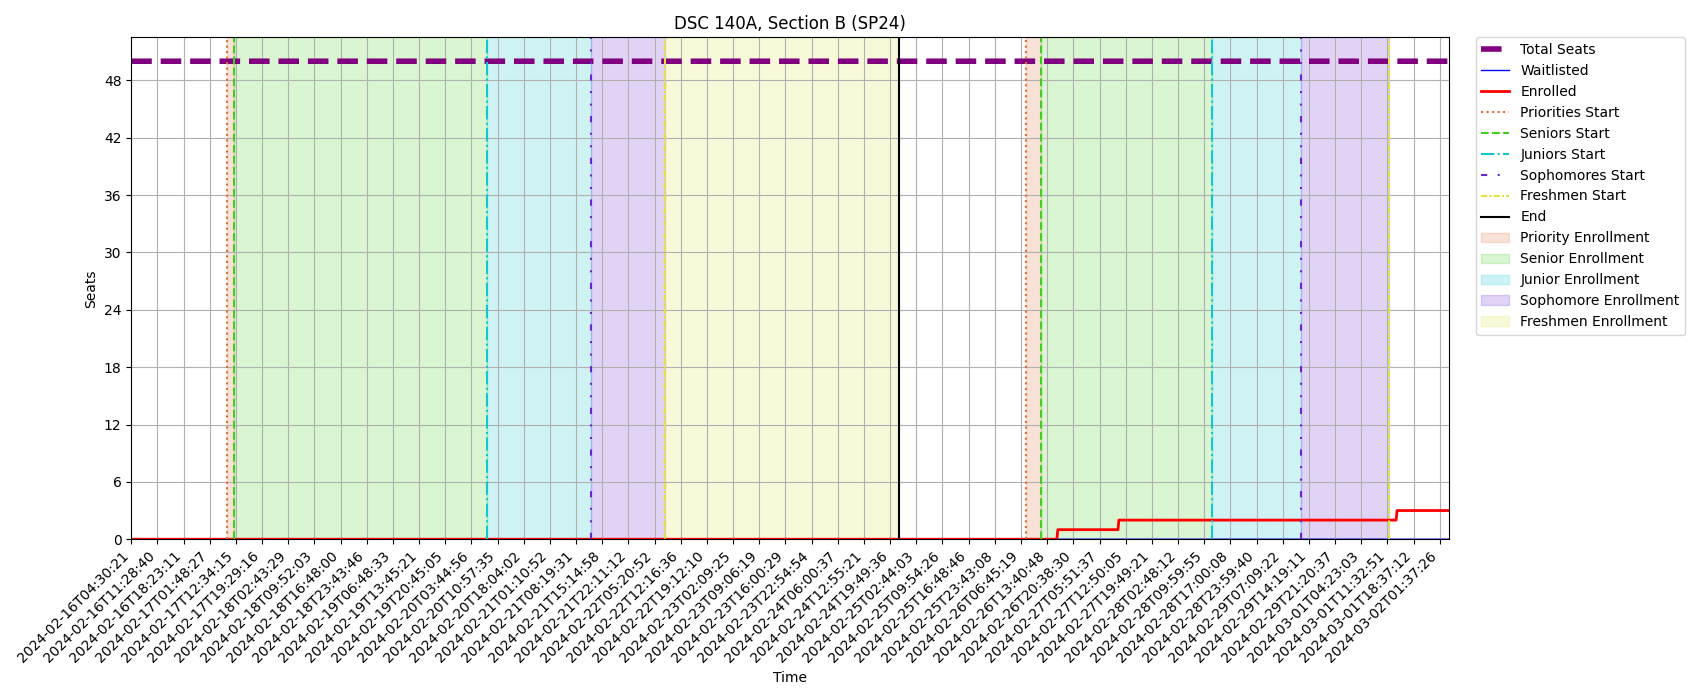 DSC 140A, Section B (SP24)
Total Seats
Waitlisted
Enrolled
Priorities Start
Seniors Start
Juniors Start
Sophomores Start
Freshmen Start
End
Priority Enrollment
Senior Enrollment
Junior Enrollment
Sophomore Enrollment
Freshmen Enrollment
Seats
48
42
36
30
24
18
12
6
0
2024-02-16T04:30:21
2024-02-16T11:28:40
2024-02-16T18:23:11
2024-02-17T01:48:27
2024-02-17T12:34:15
2024-02-17T19:29:16
2024-02-18T02:43:29
2024-02-18T09:52:03
2024-02-18T16:48:00
2024-02-18T23:43:46
2024-02-19T06:48:33
2024-02-19T13:45:21
2024-02-19T20:45:05
2024-02-20T03:44:56
2024-02-20T10:57:35
2024-02-20T18:04:02
2024-02-21T01:10:52
2024-02-21T08:19:31
2024-02-21T15:14:58
2024-02-21T22:11:12
2024-02-22T05:20:52
2024-02-22T12:16:36
2024-02-22T19:12:10
2024-02-23T02:09:25
2024-02-23T09:06:19
2024-02-23T16:00:29
2024-02-23T22:54:54
2024-02-24T06:00:37
2024-02-24T12:55:21
2024-02-24T19:49:36
2024-02-25T02:44:03
2024-02-25T09:54:26
2024-02-25T16:48:46
2024-02-25T23:43:08
2024-02-26T06:45:19
2024-02-26T13:40:48
2024-02-26T20:38:30
2024-02-27T05:51:37
2024-02-27T12:50:05
2024-02-27T19:49:21
2024-02-28T02:48:12
2024-02-28T09:59:55
2024-02-28T17:00:08
2024-02-28T23:59:40
2024-02-29T07:09:22
2024-02-29T14:19:11
2024-02-29T21:20:37
2024-03-01T04:23:03
2024-03-01T11:32:51
2024-03-01T18:37:12
2024-03-02T01:37:26
Time